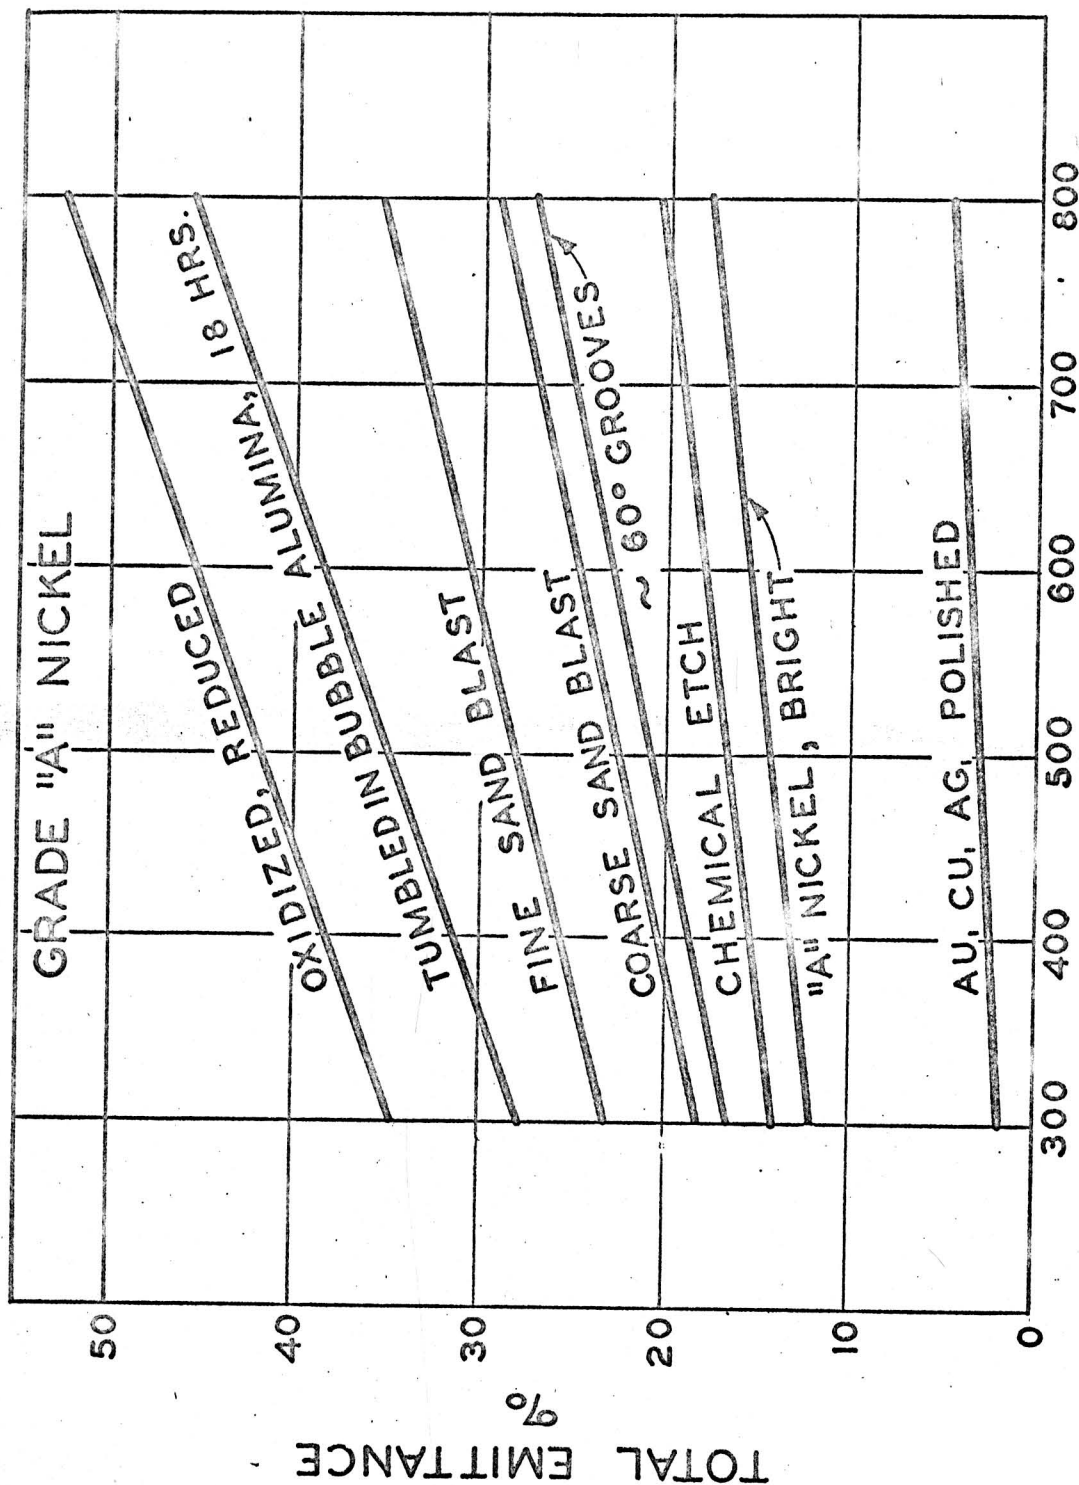 GRADE "A" NICKEL
OXIDIZED, REDUCED
TUMBLED IN BUBBLE ALUMINA, 18 HRS.
FINE SAND BLAST
COARSE SAND BLAST
~ 60° GROOVES
CHEMICAL ETCH
"A" NICKEL, BRIGHT
AU, CU, AG, POLISHED
TOTAL EMITTANCE
%
50
40
30
20
10
0
300 400 500 600 700 800